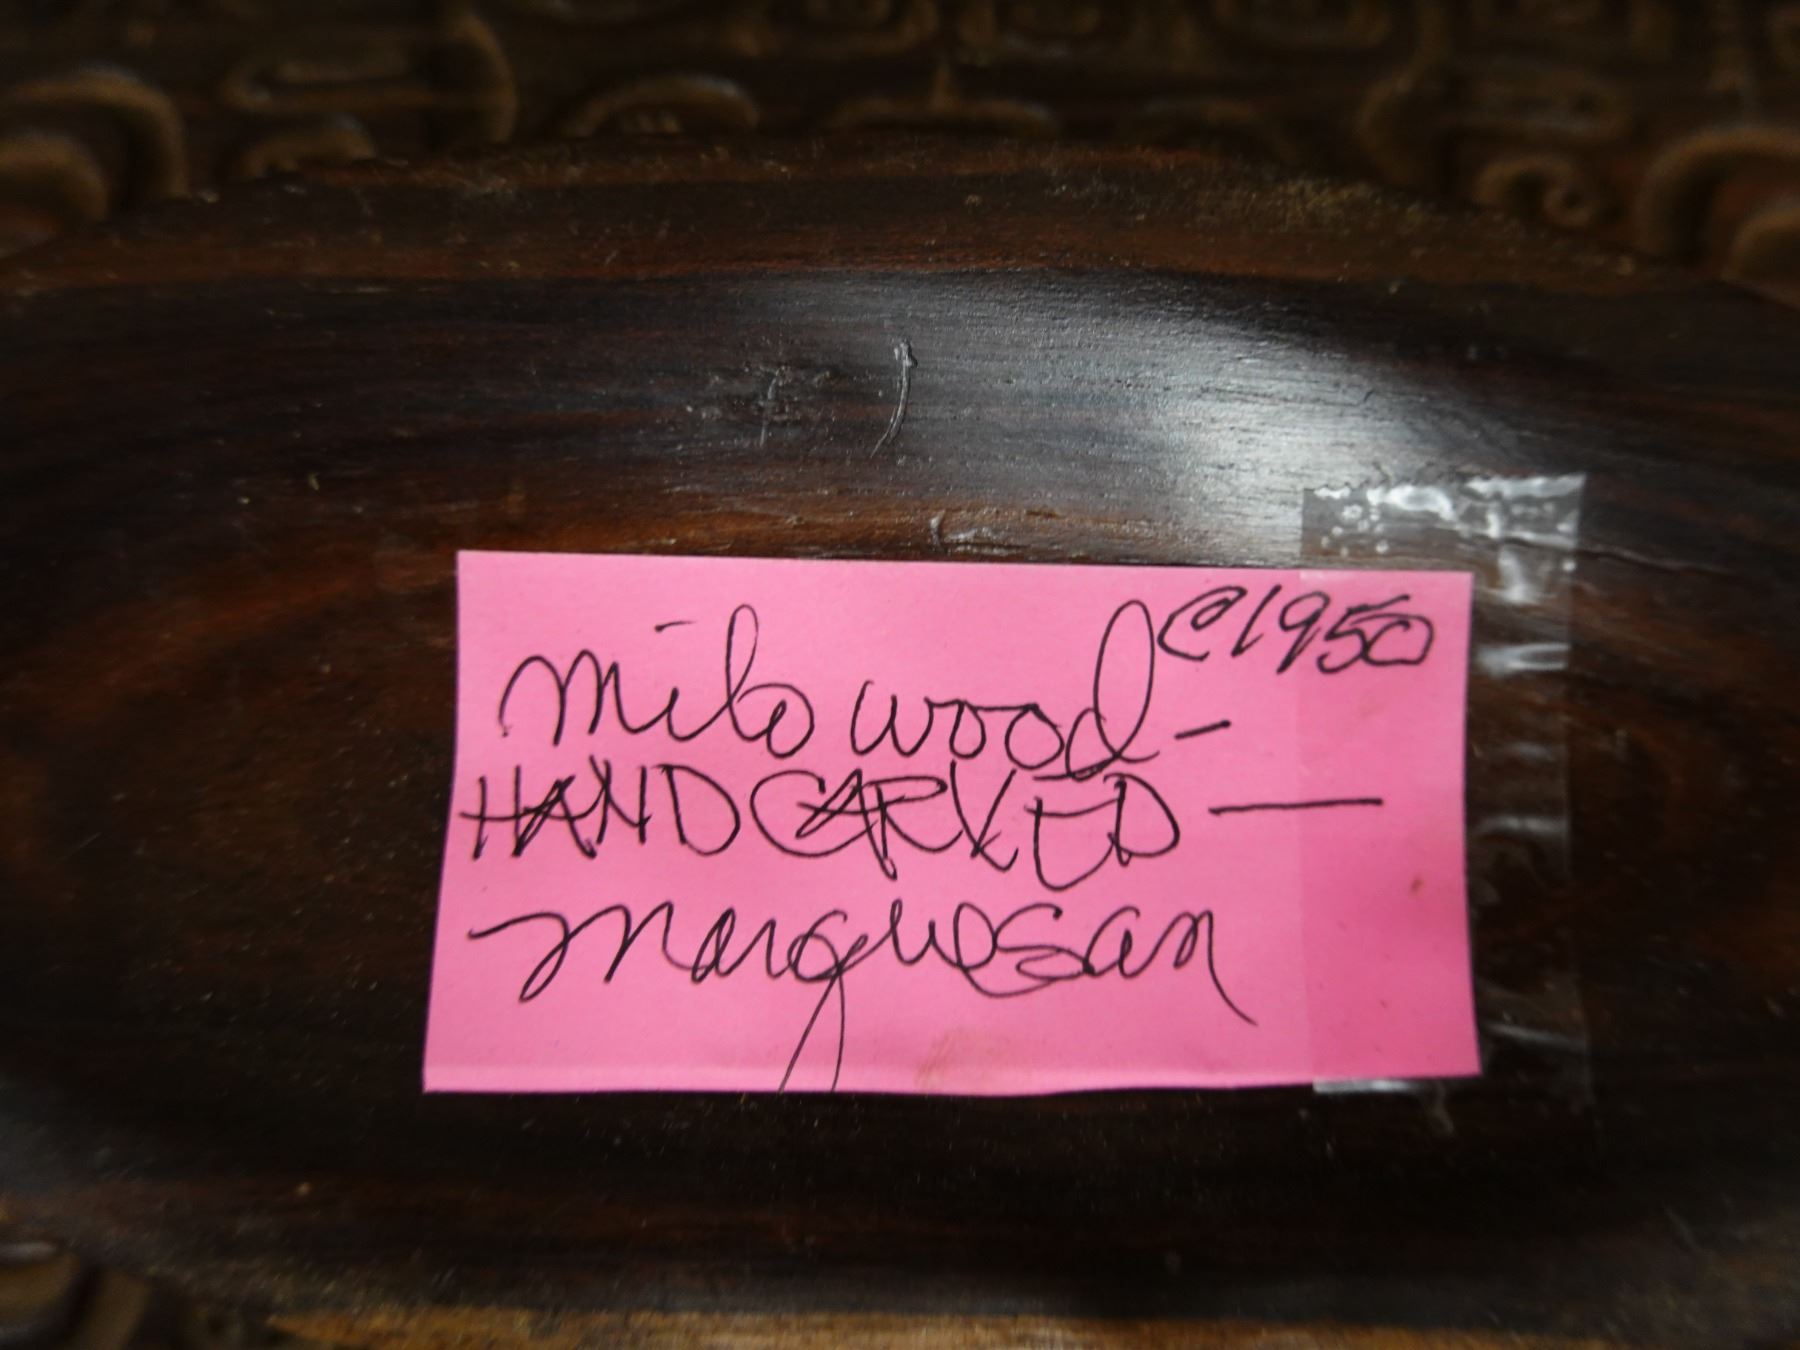 Milo wood - C1950
HANDCARVED —
Marquesan